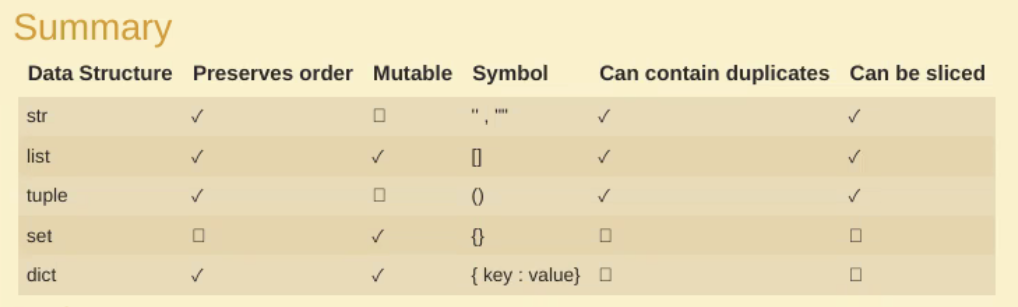 Summary
Data Structure Preserves order Mutable Symbol Can contain duplicates Can be sliced
str ✓ □ '' , "" ✓ ✓
list ✓ ✓ [] ✓ ✓
tuple ✓ □ () ✓ ✓
set □ ✓ {} □ □
dict ✓ ✓ { key : value} □ □